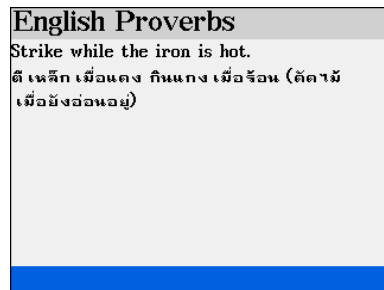 English Proverbs
Strike while the iron is hot.
ตีเหล็กเมื่อแดง กินแกงเมื่อร้อน (ดัดไม้
เมื่อยังอ่อนอยู่)